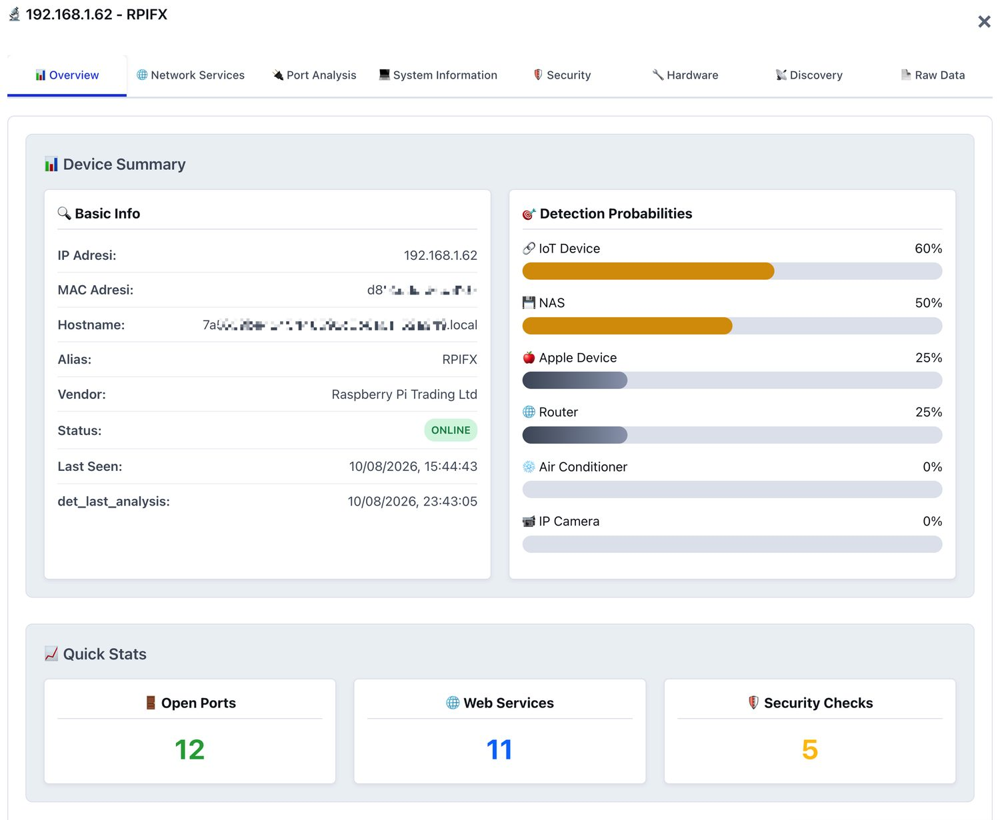 192.168.1.62 - RPIFX
Overview
Network Services
Port Analysis
System Information
Security
Hardware
Discovery
Raw Data
Device Summary
Basic Info
IP Adresi: 192.168.1.62
MAC Adresi: d8
Hostname: .local
Alias: RPIFX
Vendor: Raspberry Pi Trading Ltd
Status: ONLINE
Last Seen: 10/08/2026, 15:44:43
det_last_analysis: 10/08/2026, 23:43:05
Detection Probabilities
IoT Device 60%
NAS 50%
Apple Device 25%
Router 25%
Air Conditioner 0%
IP Camera 0%
Quick Stats
Open Ports
12
Web Services
11
Security Checks
5